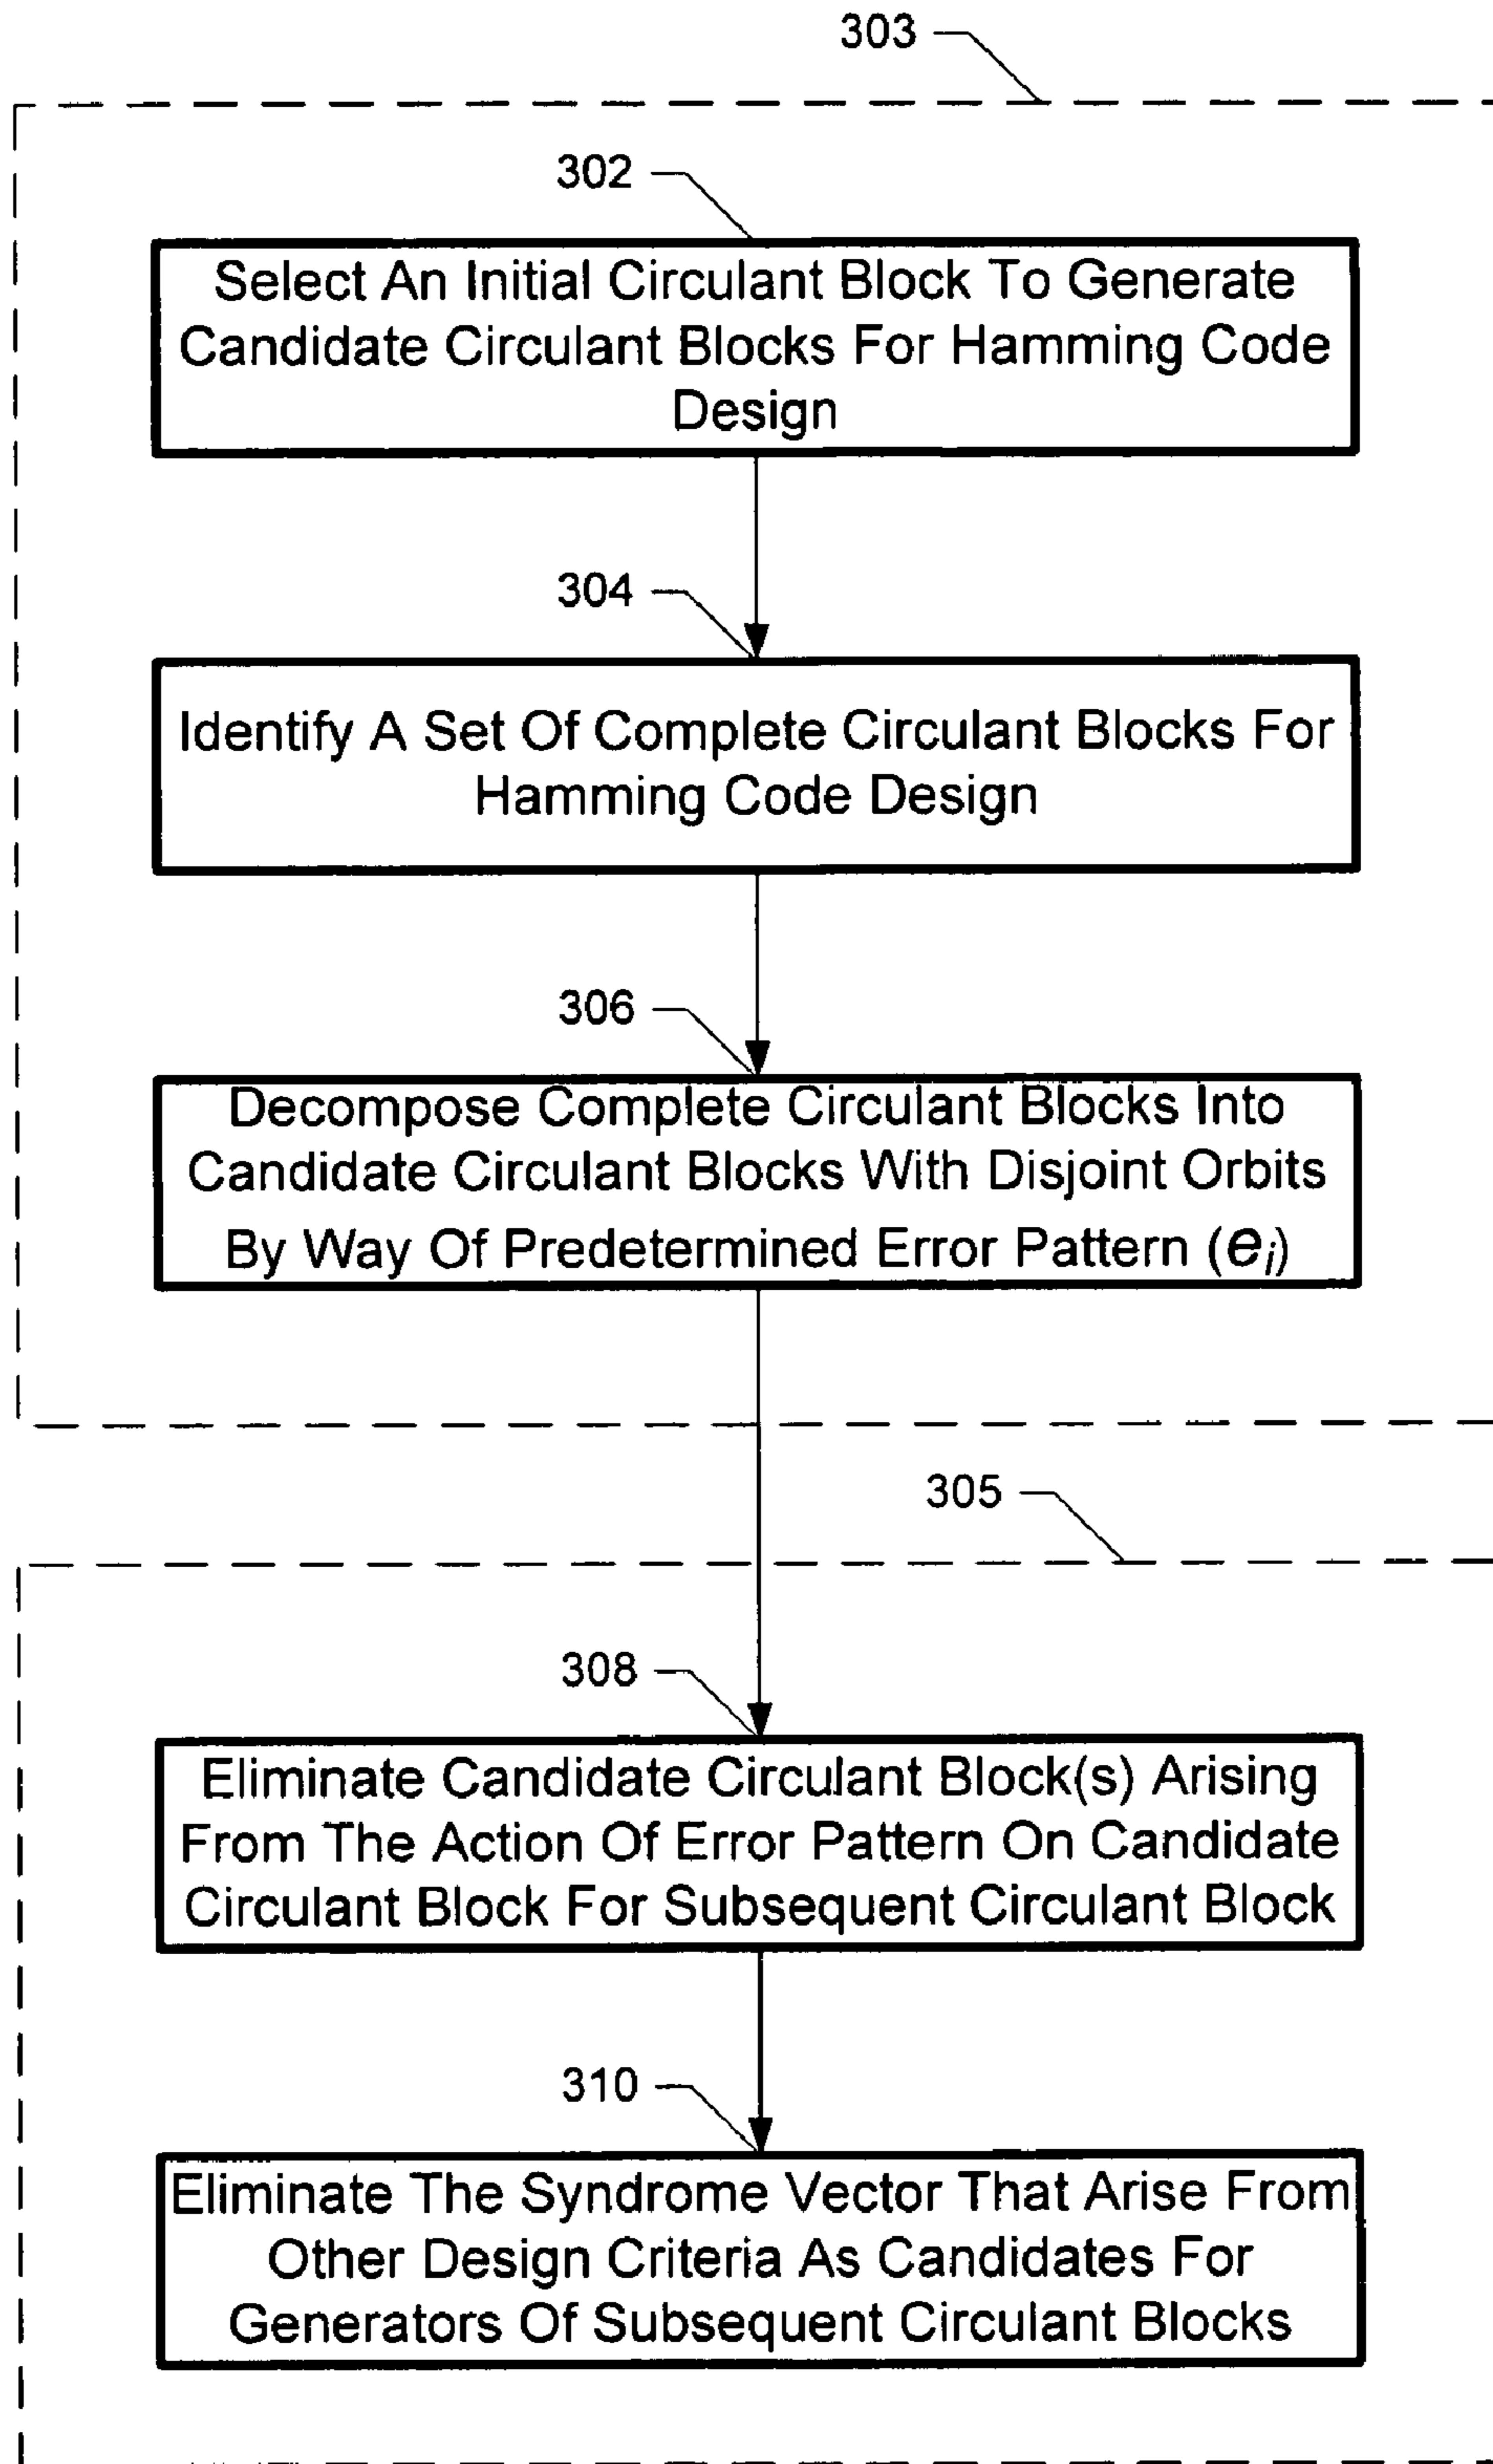 303
302
Select An Initial Circulant Block To Generate
Candidate Circulant Blocks For Hamming Code
Design
304
Identify A Set Of Complete Circulant Blocks For
Hamming Code Design
306
Decompose Complete Circulant Blocks Into
Candidate Circulant Blocks With Disjoint Orbits
By Way Of Predetermined Error Pattern (ei)
305
308
Eliminate Candidate Circulant Block(s) Arising
From The Action Of Error Pattern On Candidate
Circulant Block For Subsequent Circulant Block
310
Eliminate The Syndrome Vector That Arise From
Other Design Criteria As Candidates For
Generators Of Subsequent Circulant Blocks